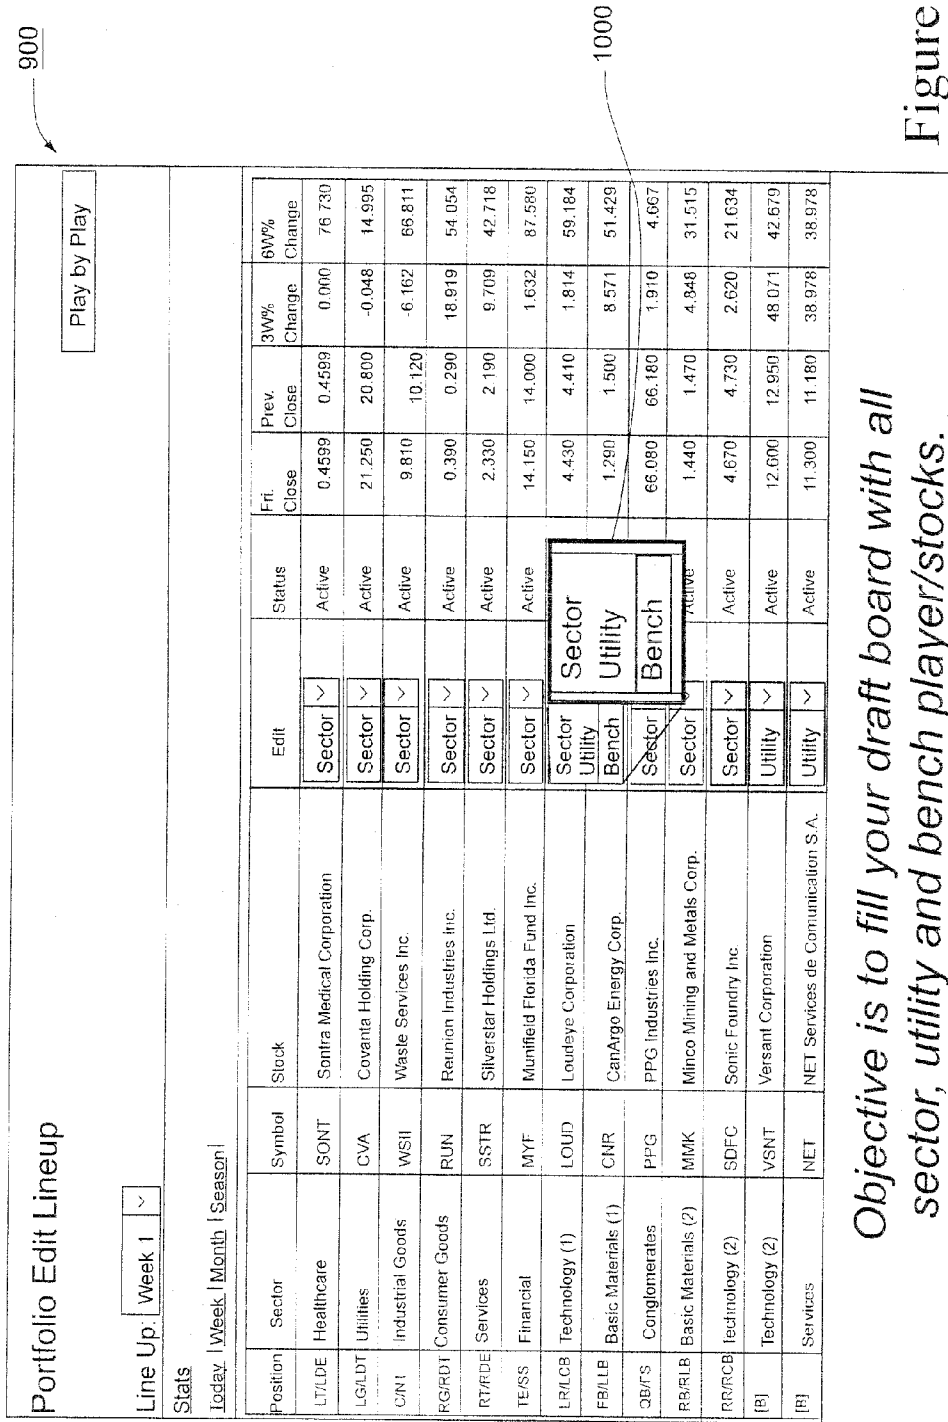 900
Portfolio Edit Lineup
Play by Play
Line Up: Week 1
Stats
Today | Week | Month | Season |
Position Sector Symbol Stock Edit Status Fri. Close Prev. Close 3W% Change 6W% Change
LT/LDE Healthcare SONT Sontra Medical Corporation Sector Active 0.4599 0.4599 0.000 76.730
LG/LDT Utilities CVA Covanta Holding Corp. Sector Active 21.250 20.800 -0.048 14.995
C/NT Industrial Goods WSII Waste Services Inc. Sector Active 9.810 10.120 -6.162 66.811
RG/RDT Consumer Goods RUN Reunion Industries Inc. Sector Active 0.390 0.290 18.919 54.054
RT/RDE Services SSTR Silverstar Holdings Ltd. Sector Active 2.330 2.190 9.709 42.718
TE/SS Financial MYF Munifield Florida Fund Inc. Sector Active 14.150 14.000 1.632 87.580
LR/LCB Technology (1) LOUD Loudeye Corporation Sector 4.430 4.410 1.814 59.184
Utility
FB/LLB Basic Materials (1) CNR CanArgo Energy Corp. Bench 1.290 1.500 8.571 51.429
QB/FS Conglomerates PPG PPG Industries Inc. Sector 66.080 66.180 1.910 4.667
RB/RLB Basic Materials (2) MMK Minco Mining and Metals Corp. Sector Active 1.440 1.470 4.848 31.515
RR/RCB Technology (2) SDFC Sonic Foundry Inc. Sector Active 4.670 4.730 2.620 21.634
[B] Technology (2) VSNT Versant Corporation Utility Active 12.600 12.950 48.071 42.679
[B] Services NET NET Services de Comunication S.A. Utility Active 11.300 11.180 38.978 38.978
Sector
Utility
Bench
1000
Objective is to fill your draft board with all
sector, utility and bench player/stocks.
Figure